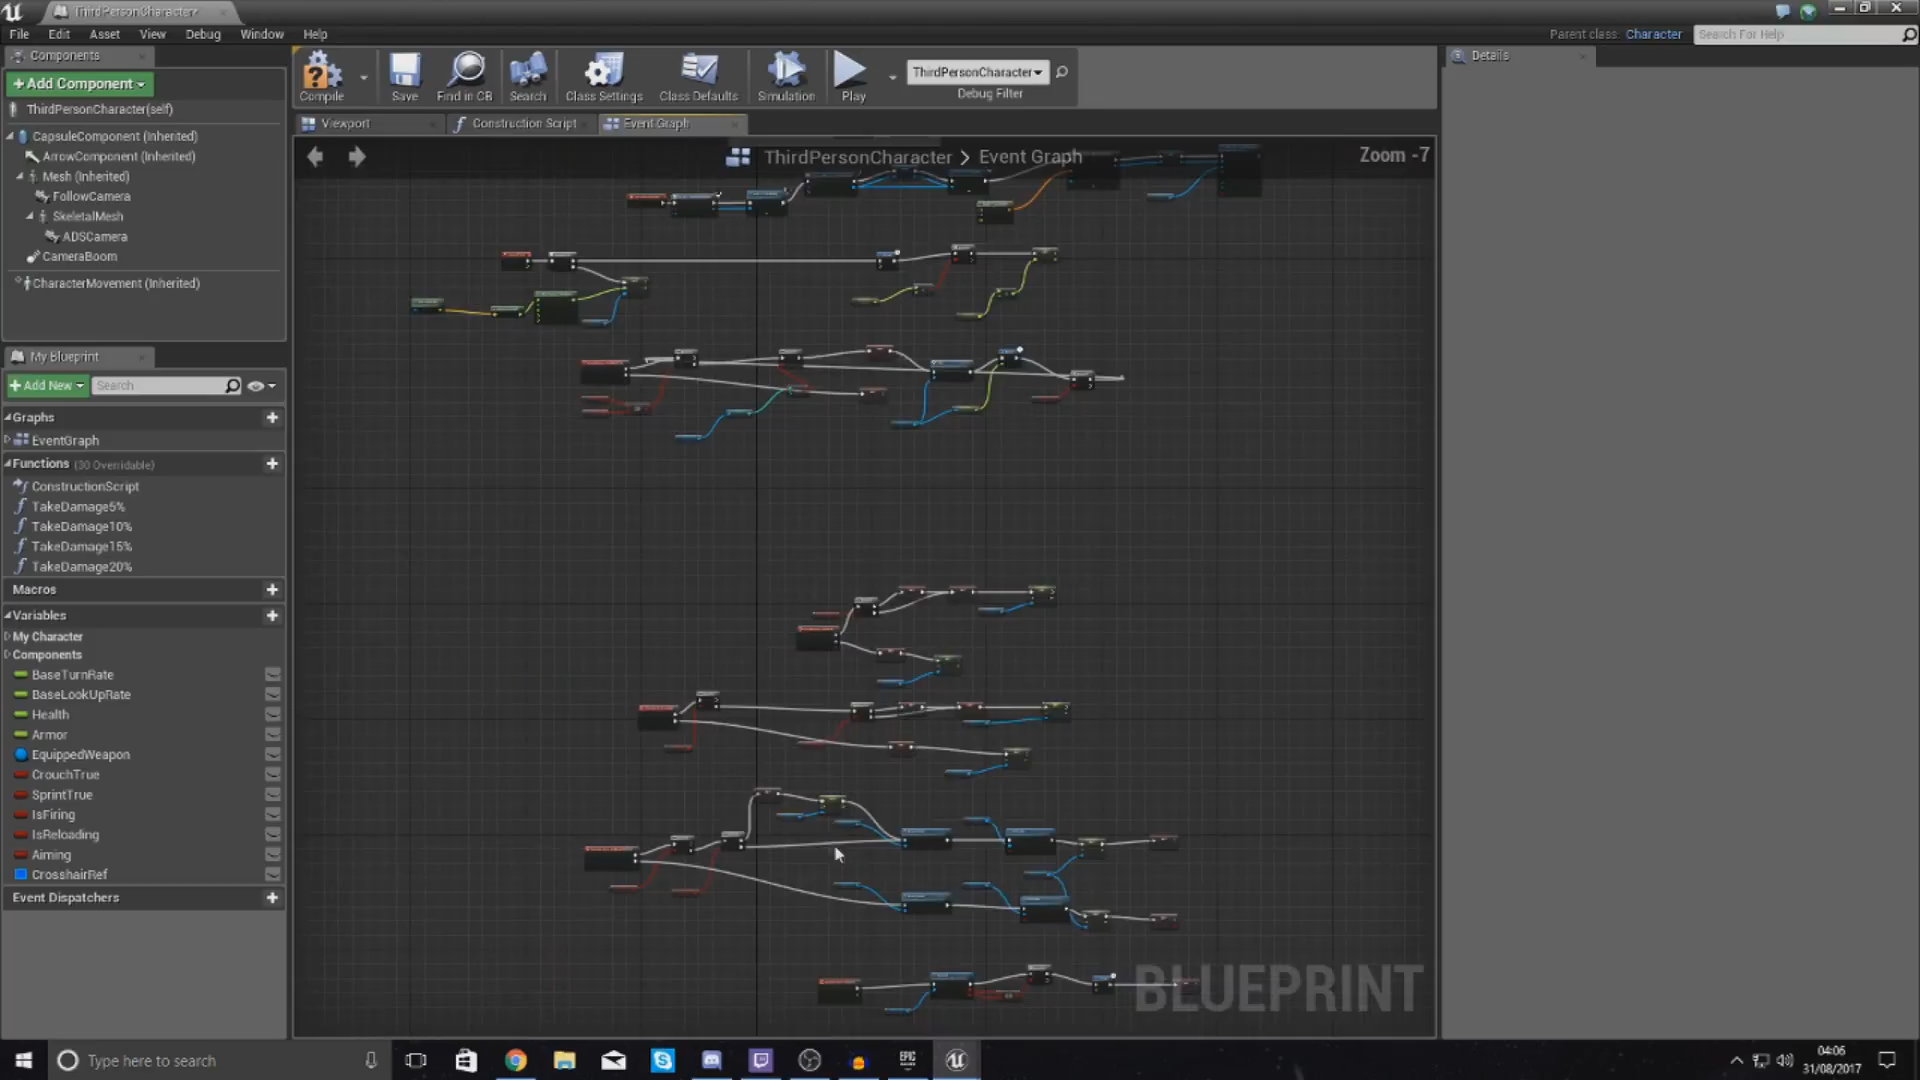 ThirdPersonCharacter*
File Edit Asset View Debug Window Help
Parent class: Character
Search For Help
Components
+ Add Component
ThirdPersonCharacter(self)
CapsuleComponent (Inherited)
ArrowComponent (Inherited)
Mesh (Inherited)
FollowCamera
SkeletalMesh
ADSCamera
CameraBoom
CharacterMovement (Inherited)
Compile
Save
Find in CB
Search
Class Settings
Class Defaults
Simulation
Play
ThirdPersonCharacter
Debug Filter
Details
Viewport
Construction Script
Event Graph
ThirdPersonCharacter > Event Graph
Zoom -7
My Blueprint
+ Add New
Search
Graphs
EventGraph
Functions (30 Overridable)
ConstructionScript
TakeDamage5%
TakeDamage10%
TakeDamage15%
TakeDamage20%
Macros
Variables
My Character
Components
BaseTurnRate
BaseLookUpRate
Health
Armor
EquippedWeapon
CrouchTrue
SprintTrue
IsFiring
IsReloading
Aiming
CrosshairRef
Event Dispatchers
BLUEPRINT
Type here to search
EPIC
04:06
31/08/2017